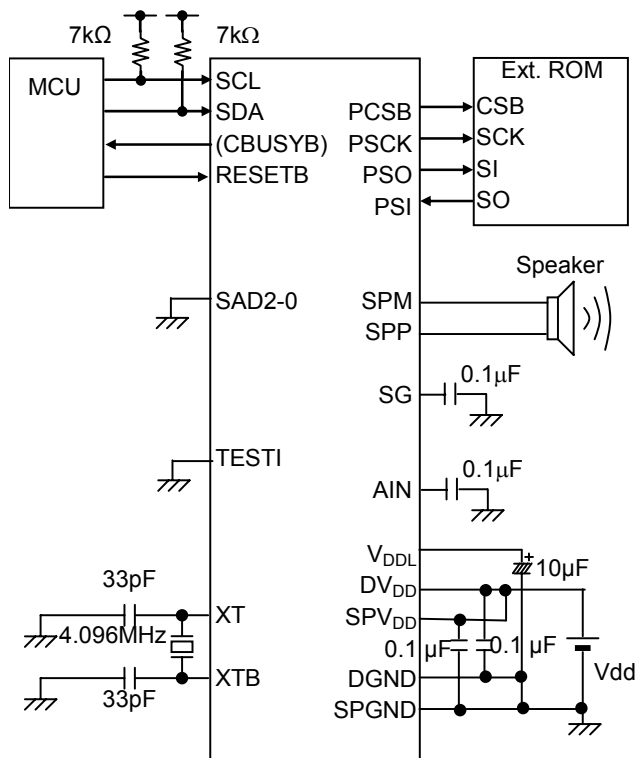 7kΩ
7kΩ
MCU
SCL
SDA
(CBUSYB)
RESETB
SAD2-0
TESTI
33pF
XT
4.096MHz
XTB
33pF
Ext. ROM
PCSB
CSB
PSCK
SCK
PSO
SI
PSI
SO
Speaker
SPM
SPP
0.1μF
SG
0.1μF
AIN
VDDL
+
10μF
DVDD
SPVDD
0.1 μF
0.1 μF
Vdd
DGND
SPGND